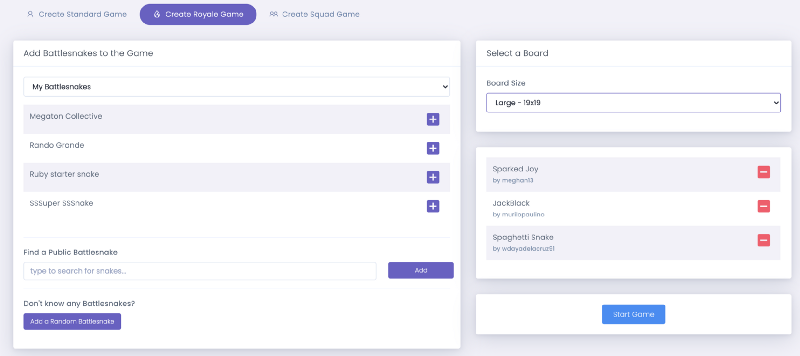 Create Standard Game
Create Royale Game
Create Squad Game
Add Battlesnakes to the Game
My Battlesnakes
Megaton Collective
Rando Grande
Ruby starter snake
SSSuper SSSnake
Find a Public Battlesnake
type to search for snakes...
Add
Don't know any Battlesnakes?
Add a Random Battlesnake
Select a Board
Board Size
Large - 19x19
Sparked Joy
by meghan13
JackBlack
by murilopaulino
Spaghetti Snake
by wdayadelacruz51
Start Game